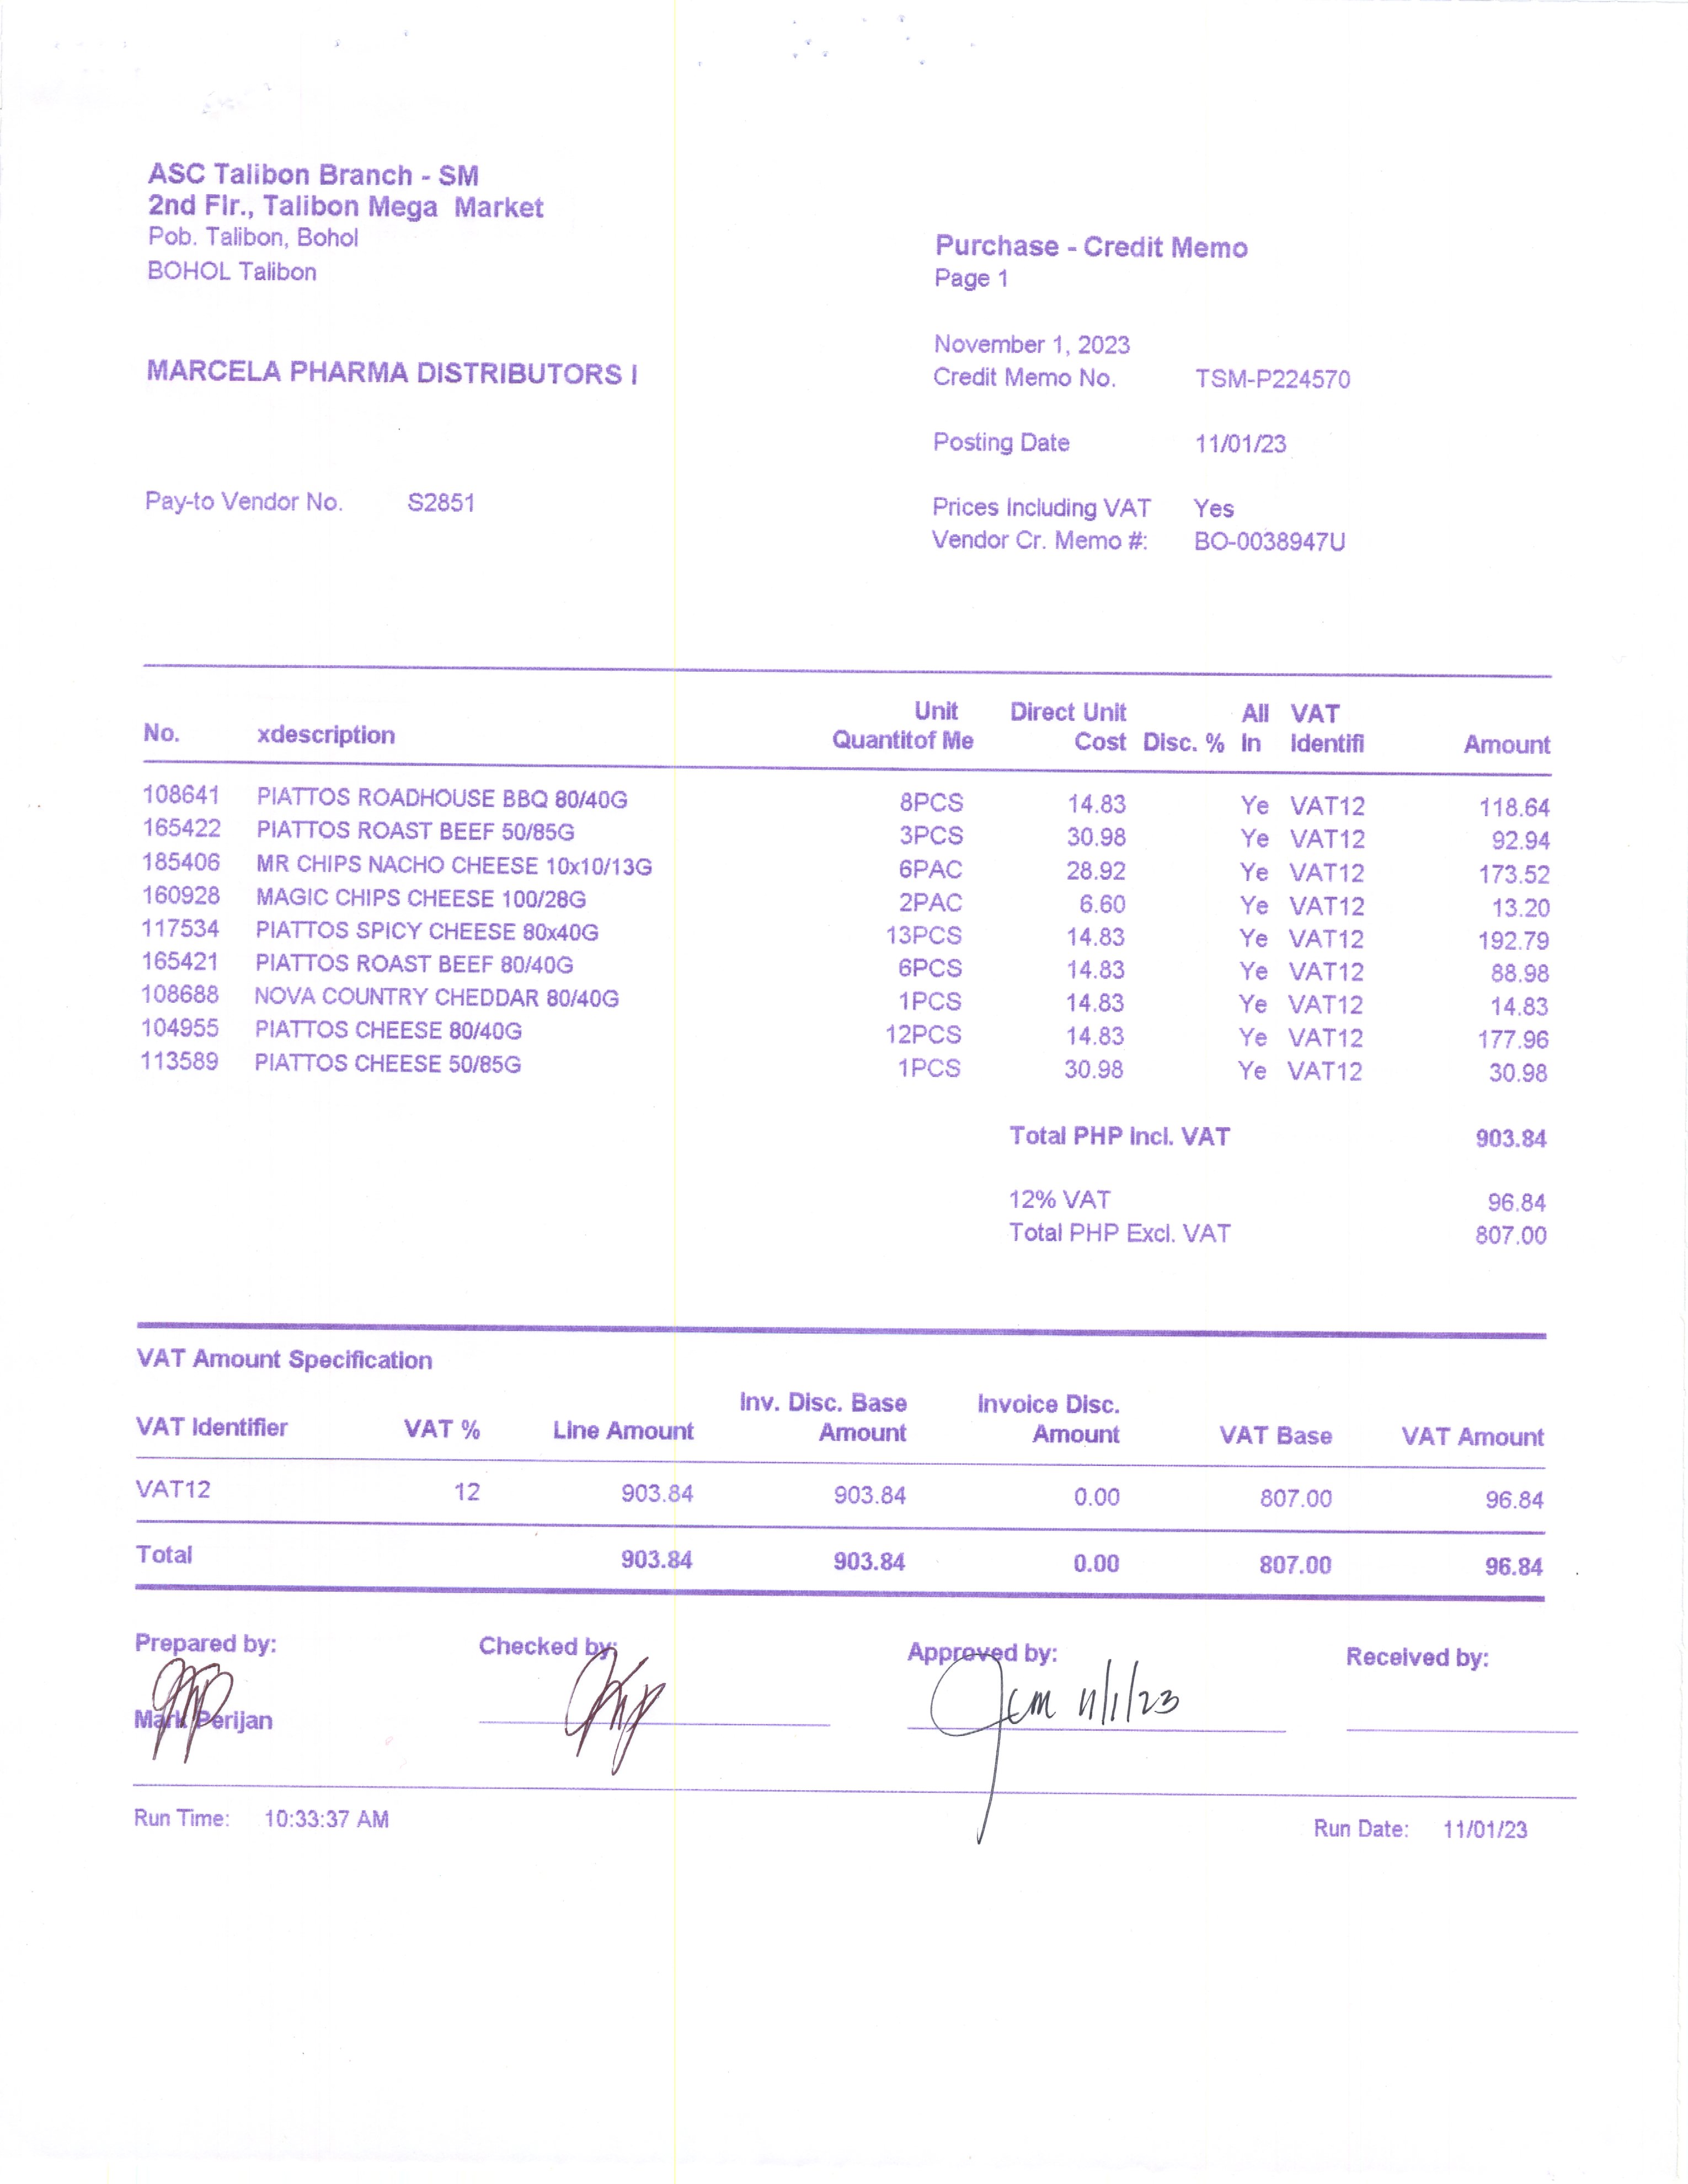 ASC Talibon Branch - SM
2nd Flr., Talibon Mega Market
Pob. Talibon, Bohol
BOHOL Talibon
Purchase - Credit Memo
Page 1
November 1, 2023
MARCELA PHARMA DISTRIBUTORS I
Credit Memo No. TSM-P224570
Posting Date 11/01/23
Pay-to Vendor No. S2851
Prices Including VAT Yes
Vendor Cr. Memo #: BO-0038947U
Unit Direct Unit All VAT
No. xdescription Quantitof Me Cost Disc. % In Identifi Amount
108641 PIATTOS ROADHOUSE BBQ 80/40G 8PCS 14.83 Ye VAT12 118.64
165422 PIATTOS ROAST BEEF 50/85G 3PCS 30.98 Ye VAT12 92.94
185406 MR CHIPS NACHO CHEESE 10x10/13G 6PAC 28.92 Ye VAT12 173.52
160928 MAGIC CHIPS CHEESE 100/28G 2PAC 6.60 Ye VAT12 13.20
117534 PIATTOS SPICY CHEESE 80x40G 13PCS 14.83 Ye VAT12 192.79
165421 PIATTOS ROAST BEEF 80/40G 6PCS 14.83 Ye VAT12 88.98
108688 NOVA COUNTRY CHEDDAR 80/40G 1PCS 14.83 Ye VAT12 14.83
104955 PIATTOS CHEESE 80/40G 12PCS 14.83 Ye VAT12 177.96
113589 PIATTOS CHEESE 50/85G 1PCS 30.98 Ye VAT12 30.98
Total PHP Incl. VAT 903.84
12% VAT 96.84
Total PHP Excl. VAT 807.00
VAT Amount Specification
Inv. Disc. Base Invoice Disc.
VAT Identifier VAT % Line Amount Amount Amount VAT Base VAT Amount
VAT12 12 903.84 903.84 0.00 807.00 96.84
Total 903.84 903.84 0.00 807.00 96.84
Prepared by: Checked by: Approved by: Received by:
Mark Perijan 11/1/23
Run Time: 10:33:37 AM Run Date: 11/01/23